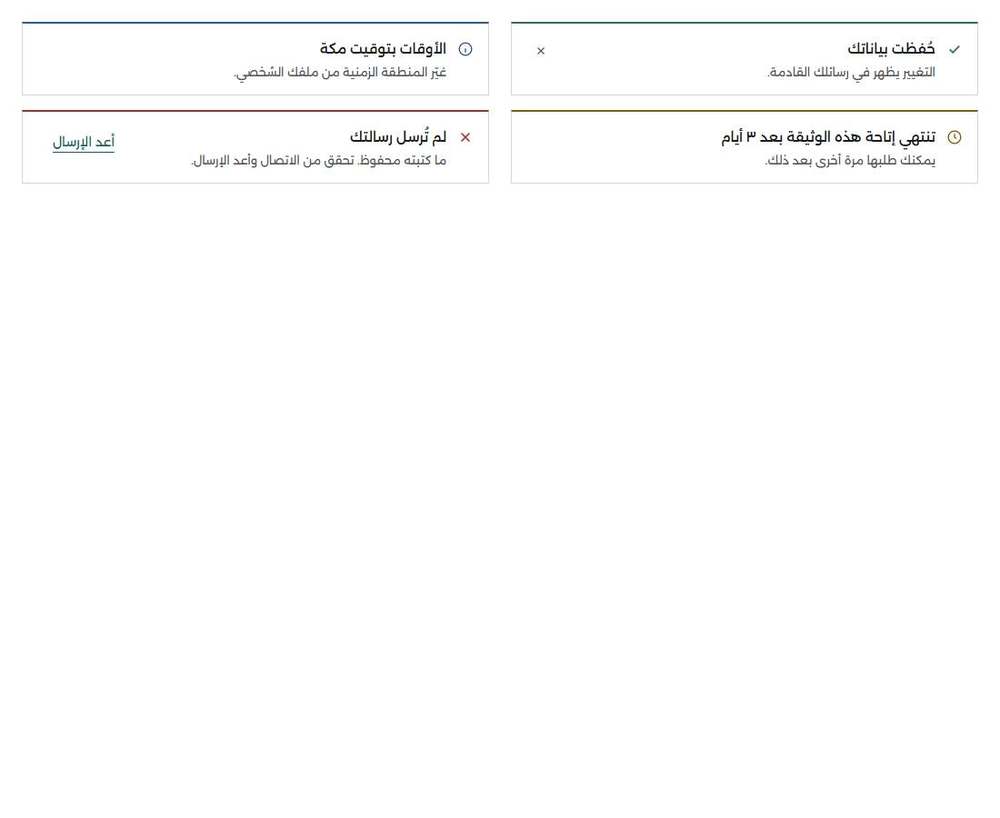 حُفظت بياناتك
التغيير يظهر في رسائلك القادمة.
الأوقات بتوقيت مكة
غيّر المنطقة الزمنية من ملفك الشخصي.
تنتهي إتاحة هذه الوثيقة بعد ٣ أيام
يمكنك طلبها مرة أخرى بعد ذلك.
لم تُرسل رسالتك
ما كتبته محفوظ. تحقق من الاتصال وأعد الإرسال.
أعد الإرسال